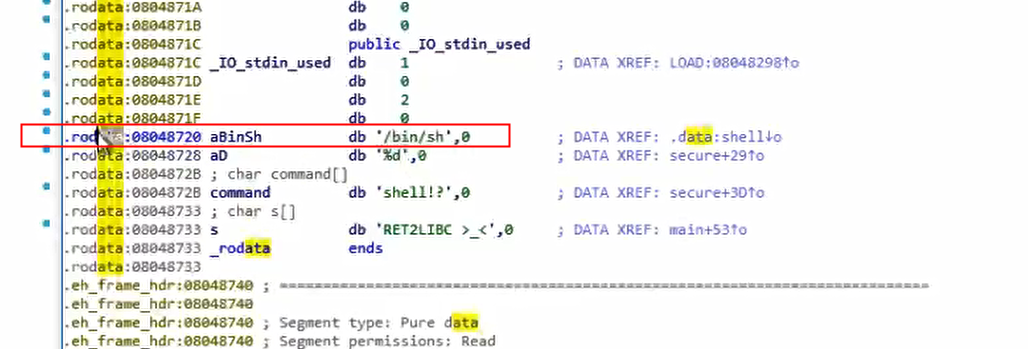 .rodata:0804871A db 0
.rodata:0804871B db 0
.rodata:0804871C public _IO_stdin_used
.rodata:0804871C _IO_stdin_used db 1 ; DATA XREF: LOAD:08048298↑o
.rodata:0804871D db 0
.rodata:0804871E db 2
.rodata:0804871F db 0
.rodata:08048720 aBinSh db '/bin/sh',0 ; DATA XREF: .data:shell↓o
.rodata:08048728 aD db '%d',0 ; DATA XREF: secure+29↑o
.rodata:0804872B ; char command[]
.rodata:0804872B command db 'shell!?',0 ; DATA XREF: secure+3D↑o
.rodata:08048733 ; char s[]
.rodata:08048733 s db 'RET2LIBC >_<',0 ; DATA XREF: main+53↑o
.rodata:08048733 _rodata ends
.rodata:08048733
.eh_frame_hdr:08048740 ; ===========================================================================
.eh_frame_hdr:08048740
.eh_frame_hdr:08048740 ; Segment type: Pure data
.eh_frame_hdr:08048740 ; Segment permissions: Read